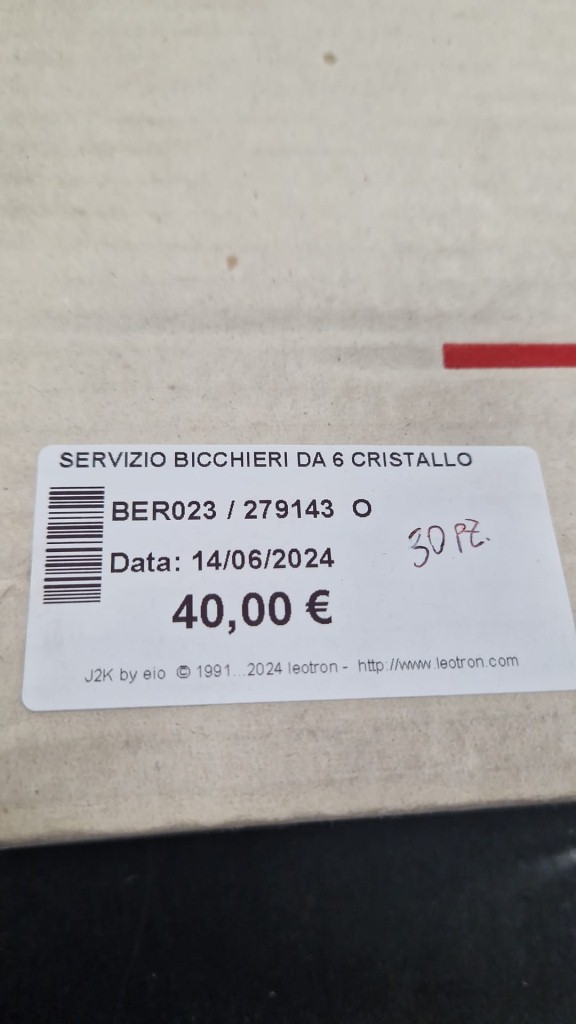 SERVIZIO BICCHIERI DA 6 CRISTALLO
BER023 / 279143 O
30 PZ.
Data: 14/06/2024
40,00 €
J2K by eio © 1991...2024 leotron - http://www.leotron.com